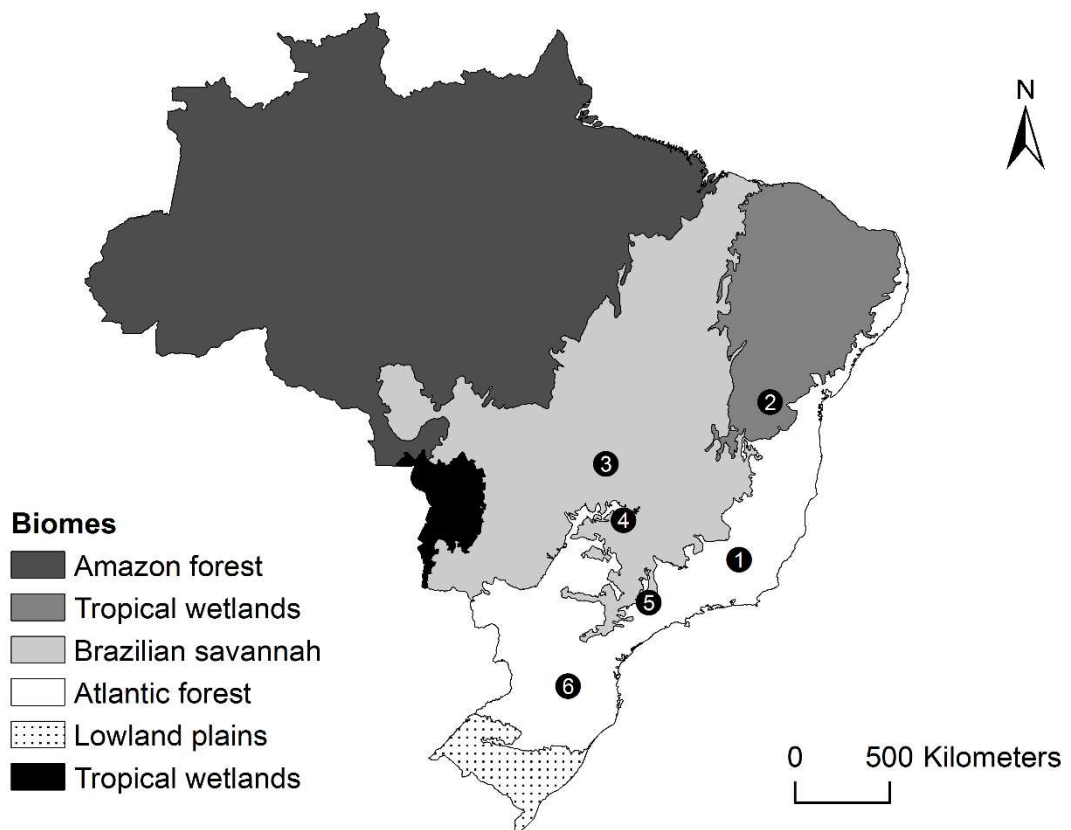 N
2
3
4
1
5
6
Biomes
Amazon forest
Tropical wetlands
Brazilian savannah
Atlantic forest
Lowland plains
Tropical wetlands
0 500 Kilometers